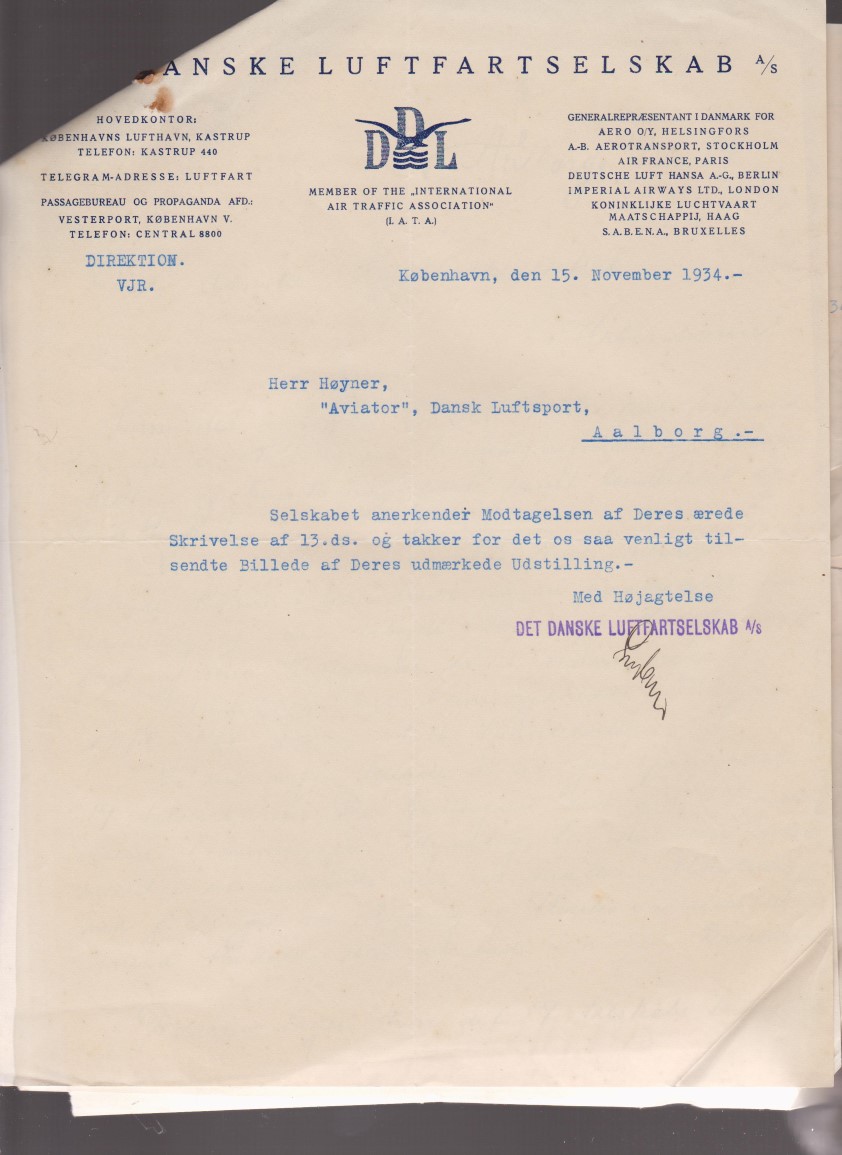 ANSKE LUFTFARTSELSKAB A/S
HOVEDKONTOR:
KØBENHAVNS LUFTHAVN, KASTRUP
TELEFON: KASTRUP 440
TELEGRAM-ADRESSE: LUFTFART
PASSAGEBUREAU OG PROPAGANDA AFD.:
VESTERPORT, KØBENHAVN V.
TELEFON: CENTRAL 8800
DDL
MEMBER OF THE „INTERNATIONAL
AIR TRAFFIC ASSOCIATION"
(I. A. T. A.)
GENERALREPRÆSENTANT I DANMARK FOR
AERO O/Y, HELSINGFORS
A.-B. AEROTRANSPORT, STOCKHOLM
AIR FRANCE, PARIS
DEUTSCHE LUFT HANSA A.-G., BERLIN
IMPERIAL AIRWAYS LTD., LONDON
KONINKLIJKE LUCHTVAART
MAATSCHAPPIJ, HAAG
S.A.B.E.N.A., BRUXELLES
DIREKTION.
VJR.
København, den 15. November 1934.-
Herr Høyner,
"Aviator", Dansk Luftsport,
Aalborg.-
Selskabet anerkender Modtagelsen af Deres ærede
Skrivelse af 13.ds. og takker for det os saa venligt til-
sendte Billede af Deres udmærkede Udstilling.-
Med Højagtelse
DET DANSKE LUFTFARTSELSKAB A/S